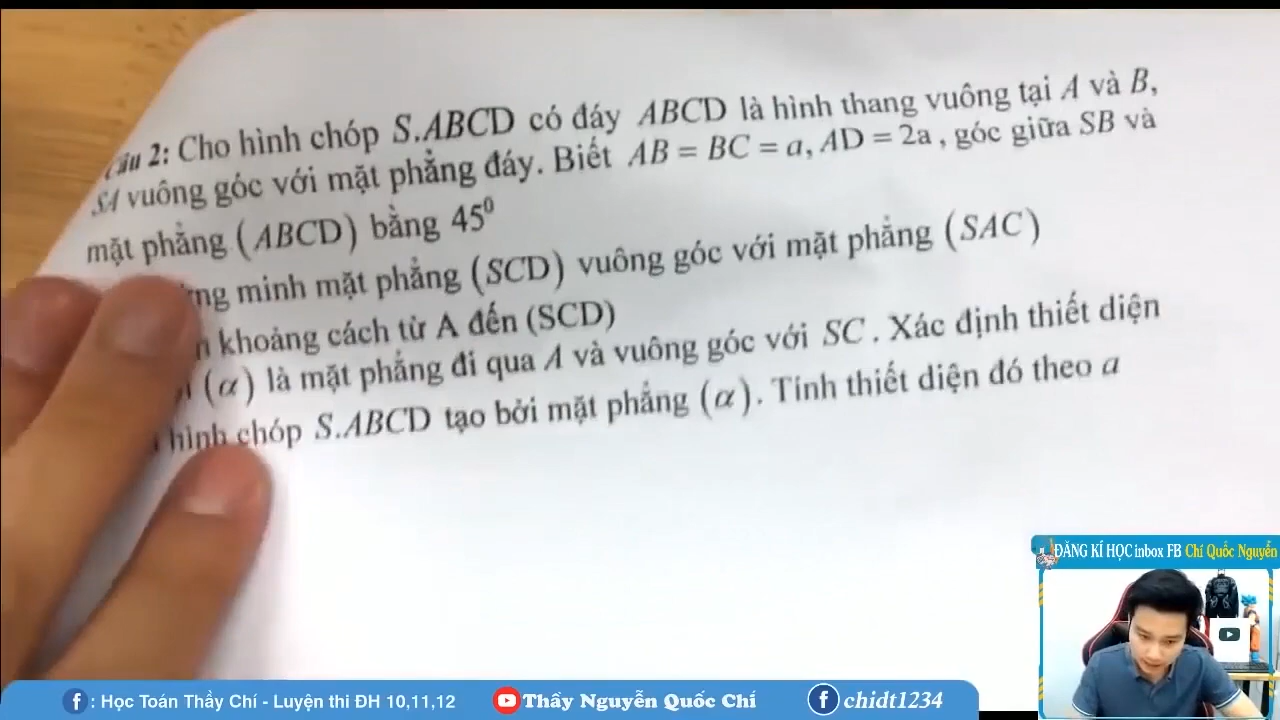 Câu 2: Cho hình chóp S.ABCD có đáy ABCD là hình thang vuông tại A và B,
SA vuông góc với mặt phẳng đáy. Biết AB = BC = a, AD = 2a , góc giữa SB và
mặt phẳng (ABCD) bằng 45⁰
minh mặt phẳng (SCD) vuông góc với mặt phẳng (SAC)
khoảng cách từ A đến (SCD)
(α) là mặt phẳng đi qua A và vuông góc với SC . Xác định thiết diện
hình chóp S.ABCD tạo bởi mặt phẳng (α). Tính thiết diện đó theo a
ĐĂNG KÍ HỌC inbox FB Chí Quốc Nguyễn
f : Học Toán Thầy Chí - Luyện thi ĐH 10,11,12
Thầy Nguyễn Quốc Chí
f chidt1234